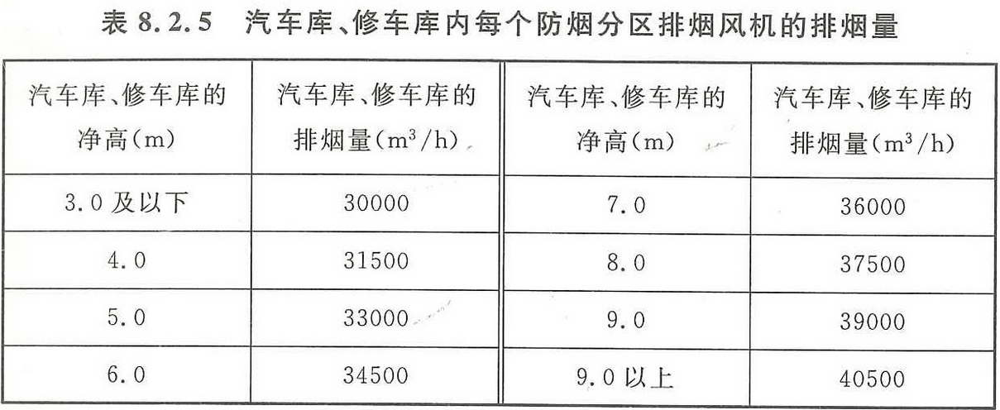 表 8.2.5 汽车库、修车库内每个防烟分区排烟风机的排烟量
汽车库、修车库的
净高(m)
汽车库、修车库的
排烟量(m³/h)
汽车库、修车库的
净高(m)
汽车库、修车库的
排烟量(m³/h)
3.0 及以下 30000 7.0 36000
4.0 31500 8.0 37500
5.0 33000 9.0 39000
6.0 34500 9.0 以上 40500